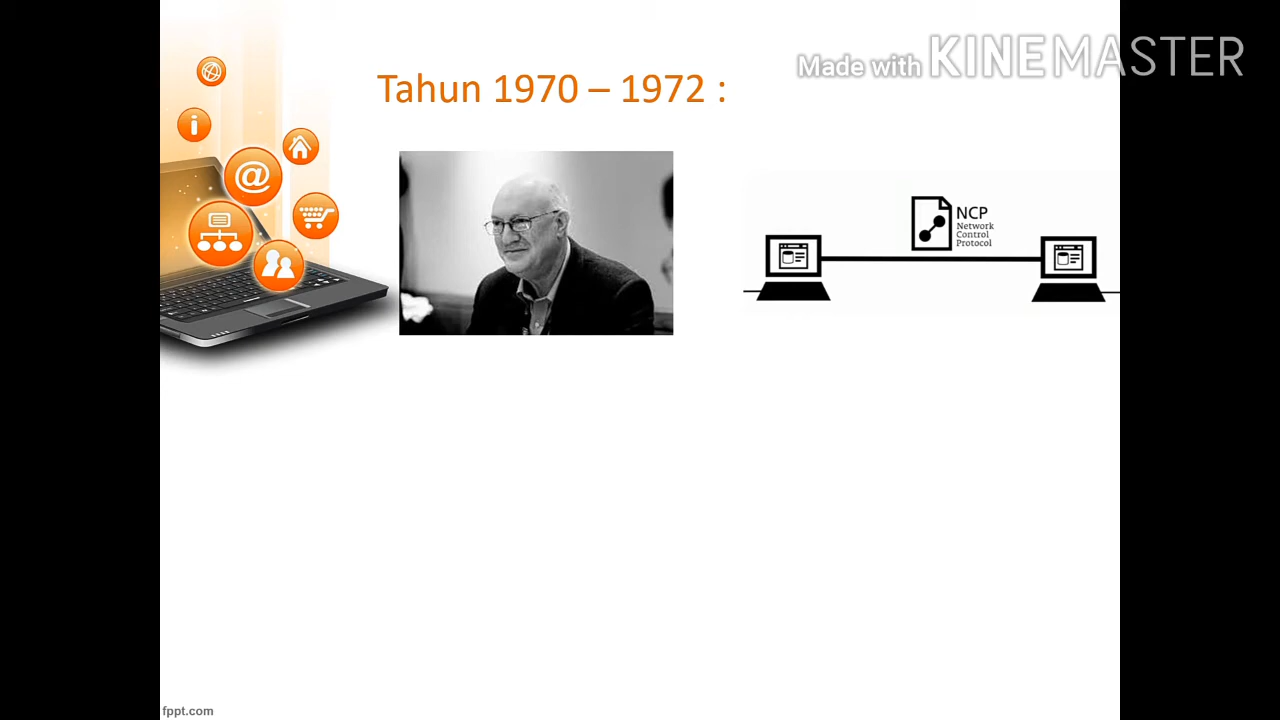 Made with KINEMASTER
Tahun 1970 – 1972 :
@
NCP
Network
Control
Protocol
fppt.com